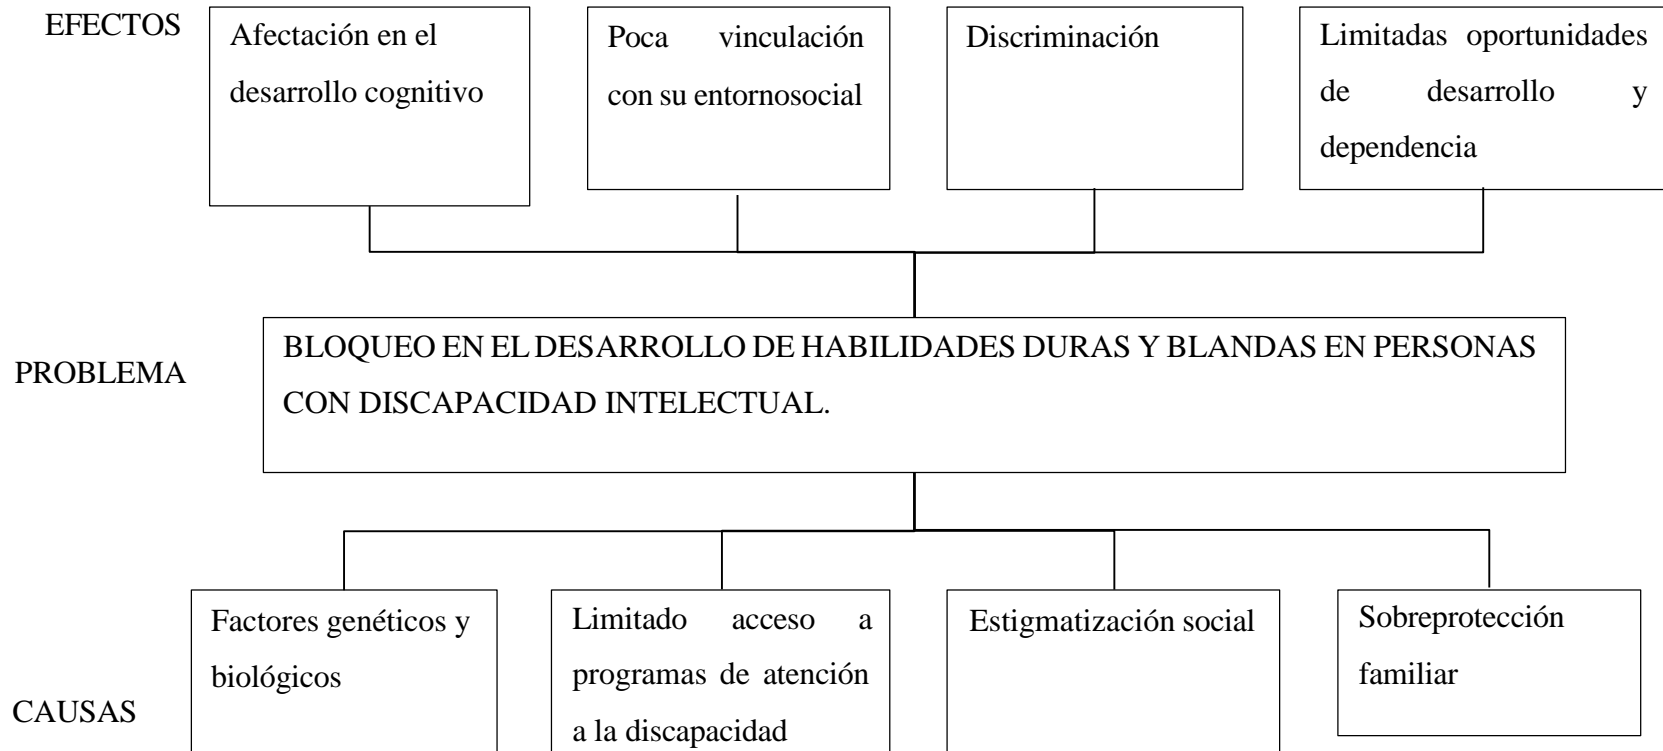 EFECTOS
Afectación en el
desarrollo cognitivo
Poca vinculación
con su entornosocial
Discriminación
Limitadas oportunidades
de desarrollo y
dependencia
PROBLEMA
BLOQUEO EN EL DESARROLLO DE HABILIDADES DURAS Y BLANDAS EN PERSONAS
CON DISCAPACIDAD INTELECTUAL.
CAUSAS
Factores genéticos y
biológicos
Limitado acceso a
programas de atención
a la discapacidad
Estigmatización social
Sobreprotección
familiar